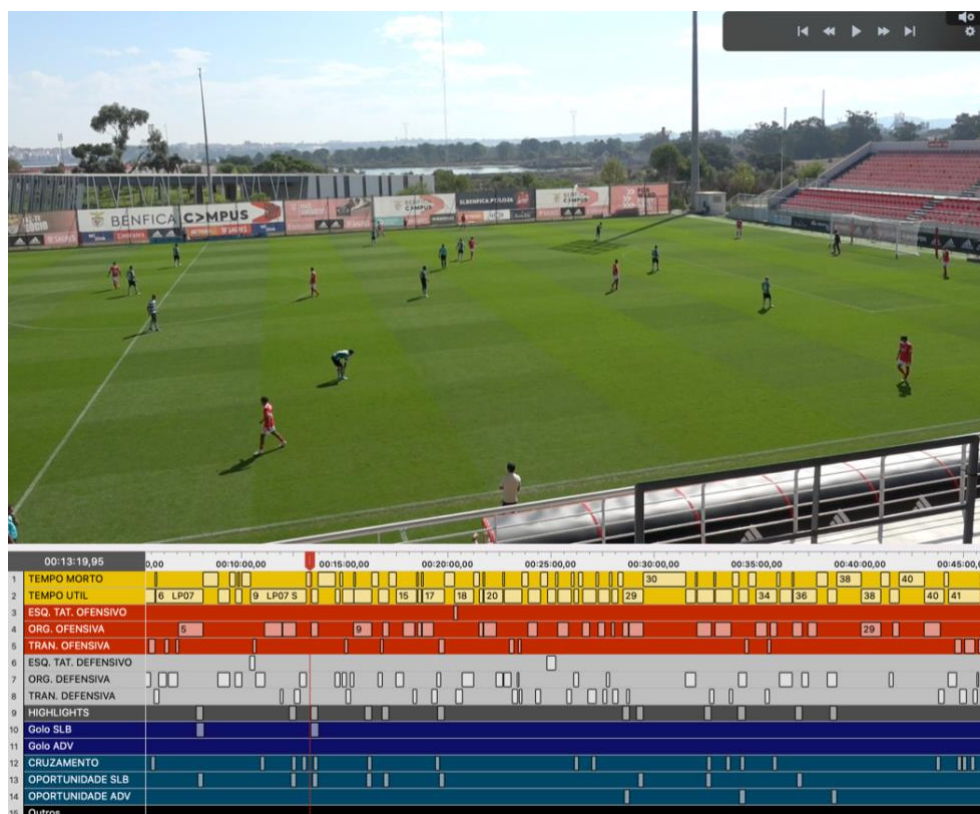 BENFICA CAMPUS
SAGRES
SLBENFICA.PT/LOJA
BENFICA
00:13:19,95
0,00 00:10:00,00 00:15:00,00 00:20:00,00 00:25:00,00 00:30:00,00 00:35:00,00 00:40:00,00 00:45:00,
1 TEMPO MORTO 30 38 40
2 TEMPO UTIL 6 LP07 9 LP07 S 15 17 18 20 29 34 36 38 40 41
3 ESQ. TAT. OFENSIVO
4 ORG. OFENSIVA 5 9 29
5 TRAN. OFENSIVA
6 ESQ. TAT. DEFENSIVO
7 ORG. DEFENSIVA
8 TRAN. DEFENSIVA
9 HIGHLIGHTS
10 Golo SLB
11 Golo ADV
12 CRUZAMENTO
13 OPORTUNIDADE SLB
14 OPORTUNIDADE ADV
15 Outros